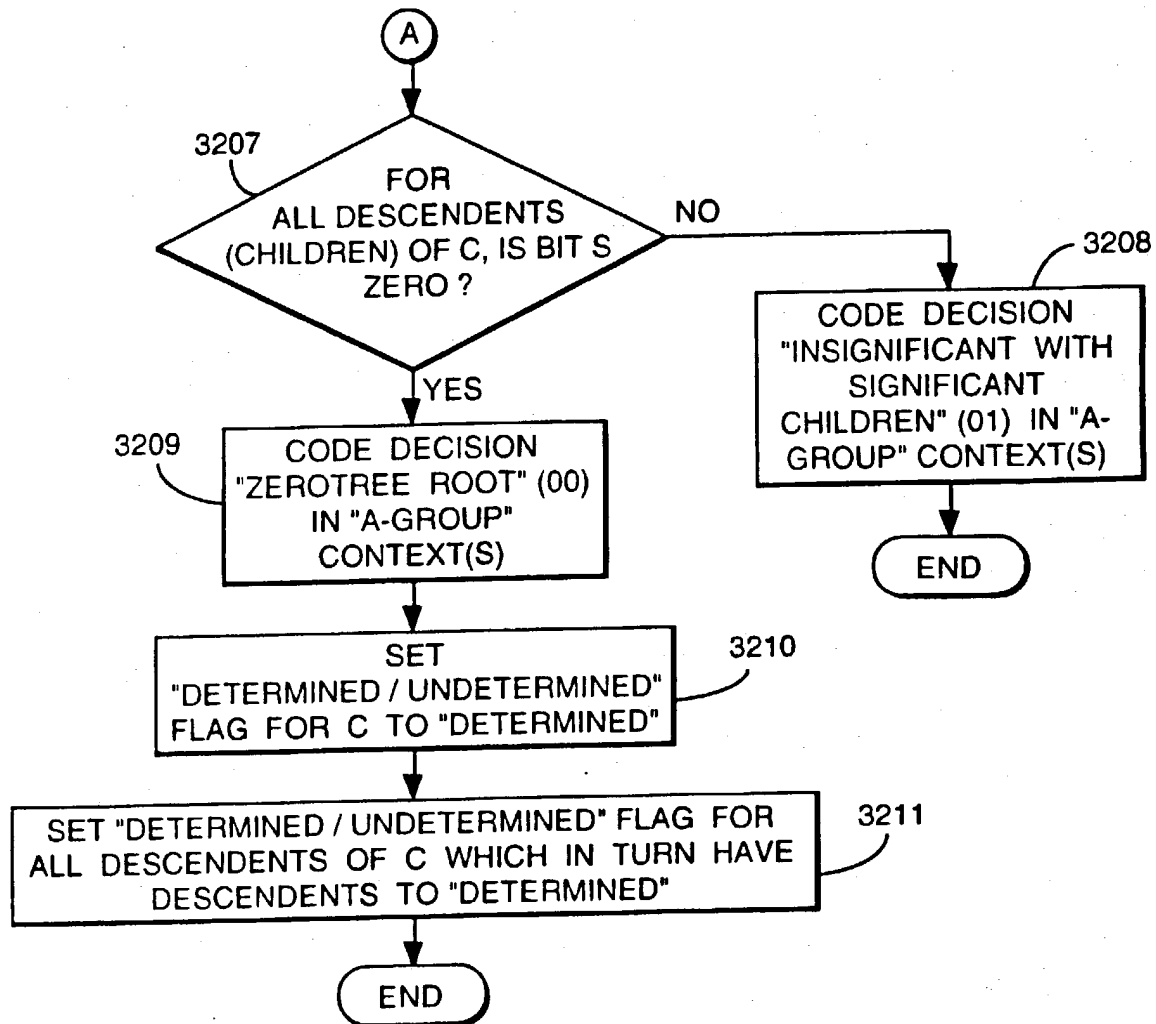 A
3207
FOR
ALL DESCENDENTS
(CHILDREN) OF C, IS BIT S
ZERO ?
NO
3208
CODE DECISION
"INSIGNIFICANT WITH
SIGNIFICANT
CHILDREN" (01) IN "A-
GROUP" CONTEXT(S)
END
YES
3209
CODE DECISION
"ZEROTREE ROOT" (00)
IN "A-GROUP"
CONTEXT(S)
SET
"DETERMINED / UNDETERMINED"
FLAG FOR C TO "DETERMINED"
3210
SET "DETERMINED / UNDETERMINED" FLAG FOR
ALL DESCENDENTS OF C WHICH IN TURN HAVE
DESCENDENTS TO "DETERMINED"
3211
END